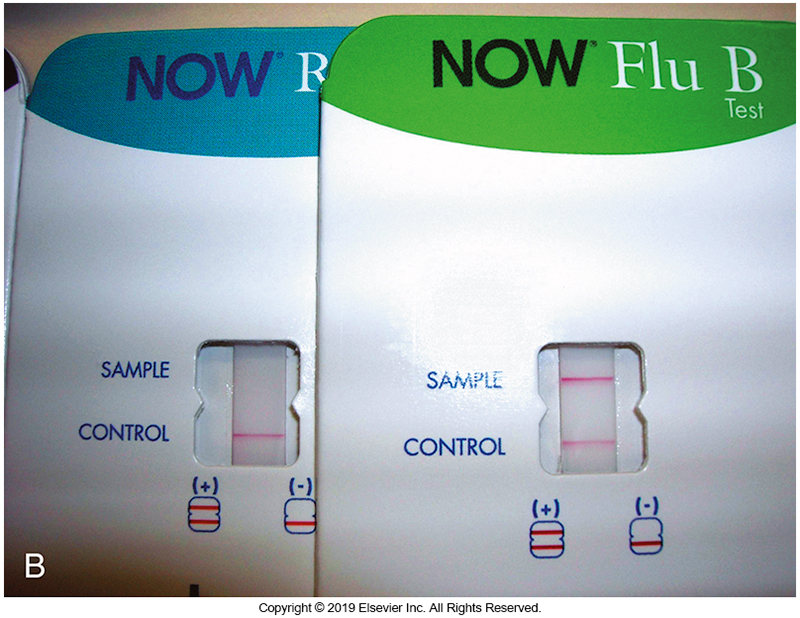 NOW® R
SAMPLE
CONTROL
(+) (-)
NOW® Flu B
Test
SAMPLE
CONTROL
(+) (-)
B
Copyright © 2019 Elsevier Inc. All Rights Reserved.